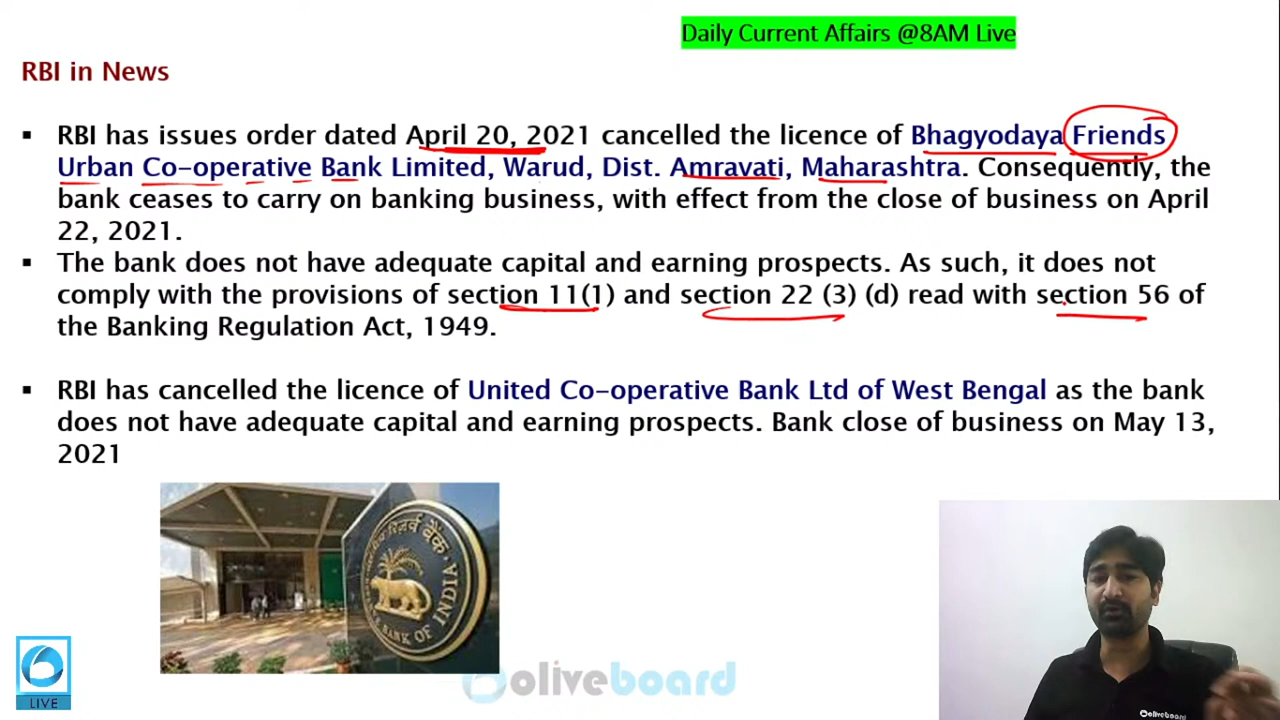 Daily Current Affairs @8AM Live
RBI in News
▪ RBI has issues order dated April 20, 2021 cancelled the licence of Bhagyodaya Friends
Urban Co-operative Bank Limited, Warud, Dist. Amravati, Maharashtra. Consequently, the
bank ceases to carry on banking business, with effect from the close of business on April
22, 2021.
▪ The bank does not have adequate capital and earning prospects. As such, it does not
comply with the provisions of section 11(1) and section 22 (3) (d) read with section 56 of
the Banking Regulation Act, 1949.
▪ RBI has cancelled the licence of United Co-operative Bank Ltd of West Bengal as the bank
does not have adequate capital and earning prospects. Bank close of business on May 13,
2021
BANK OF INDIA
LIVE
oliveboard
oliveboard